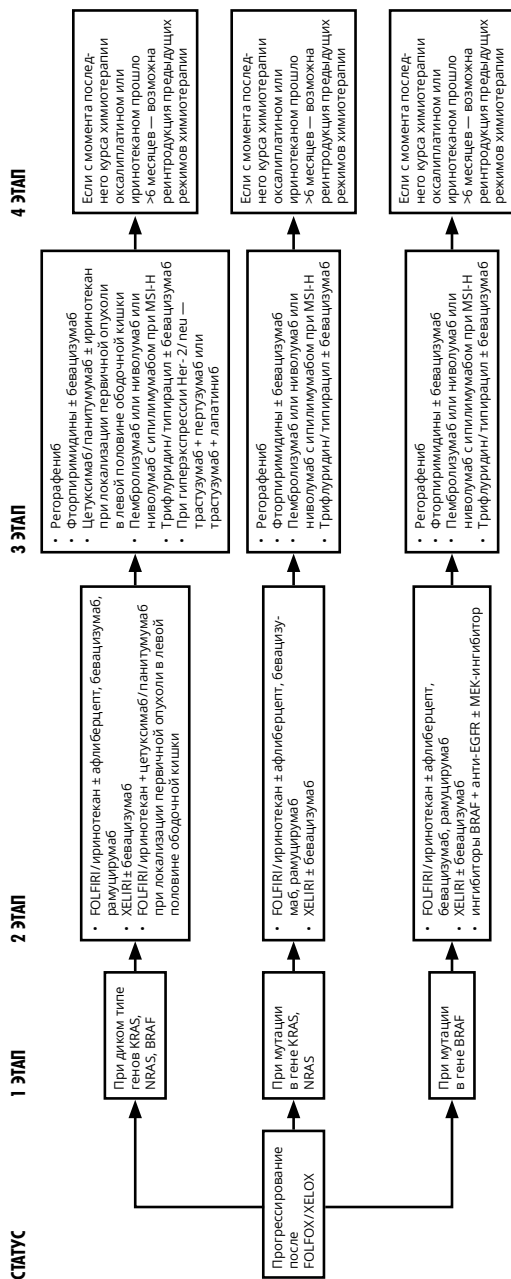 СТАТУС
1 ЭТАП
2 ЭТАП
3 ЭТАП
4 ЭТАП
Прогрессирование
после
FOLFOX/XELOX
При диком типе
генов KRAS,
NRAS, BRAF
• FOLFIRI/иринотекан ± афлиберцепт, бевацизумаб,
рамуцирумаб
• XELIRI ± бевацизумаб
• FOLFIRI/иринотекан + цетуксимаб/панитумумаб
при локализации первичной опухоли в левой
половине ободочной кишки
• Регорафениб
• Фторпиримидины ± бевацизумаб
• Цетуксимаб/панитумумаб ± иринотекан
при локализации первичной опухоли
в левой половине ободочной кишки
• Пембролизумаб или ниволумаб или
ниволумаб с ипилимумабом при MSI-H
• Трифлуридин/типирацил ± бевацизумаб
• При гиперэкспрессии Her-2/neu —
трастузумаб + пертузумаб или
трастузумаб + лапатиниб
Если с момента послед-
него курса химиотерапии
оксалиплатином или
иринотеканом прошло
>6 месяцев — возможна
реинтродукция предыдущих
режимов химиотерапии
При мутации
в гене KRAS,
NRAS
• FOLFIRI/иринотекан ± афлиберцепт, бевацизу-
маб, рамуцирумаб
• XELIRI ± бевацизумаб
• Регорафениб
• Фторпиримидины ± бевацизумаб
• Пембролизумаб или ниволумаб или
ниволумаб с ипилимумабом при MSI-H
• Трифлуридин/типирацил ± бевацизумаб
Если с момента послед-
него курса химиотерапии
оксалиплатином или
иринотеканом прошло
>6 месяцев — возможна
реинтродукция предыдущих
режимов химиотерапии
При мутации
в гене BRAF
• FOLFIRI/иринотекан ± афлиберцепт,
бевацизумаб, рамуцирумаб
• XELIRI ± бевацизумаб
• ингибиторы BRAF + анти-EGFR ± МЕК-ингибитор
• Регорафениб
• Фторпиримидины ± бевацизумаб
• Пембролизумаб или ниволумаб или
ниволумаб с ипилимумабом при MSI-H
• Трифлуридин/типирацил ± бевацизумаб
Если с момента послед-
него курса химиотерапии
оксалиплатином или
иринотеканом прошло
>6 месяцев — возможна
реинтродукция предыдущих
режимов химиотерапии